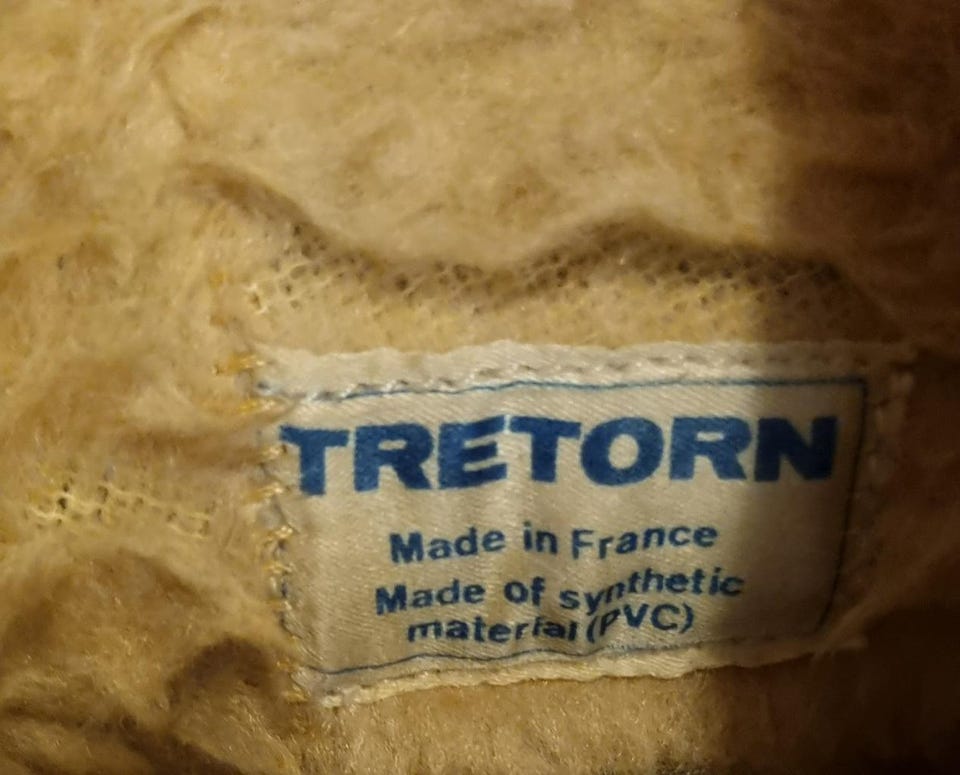 TRETORN
Made in France
Made of synthetic
material (PVC)